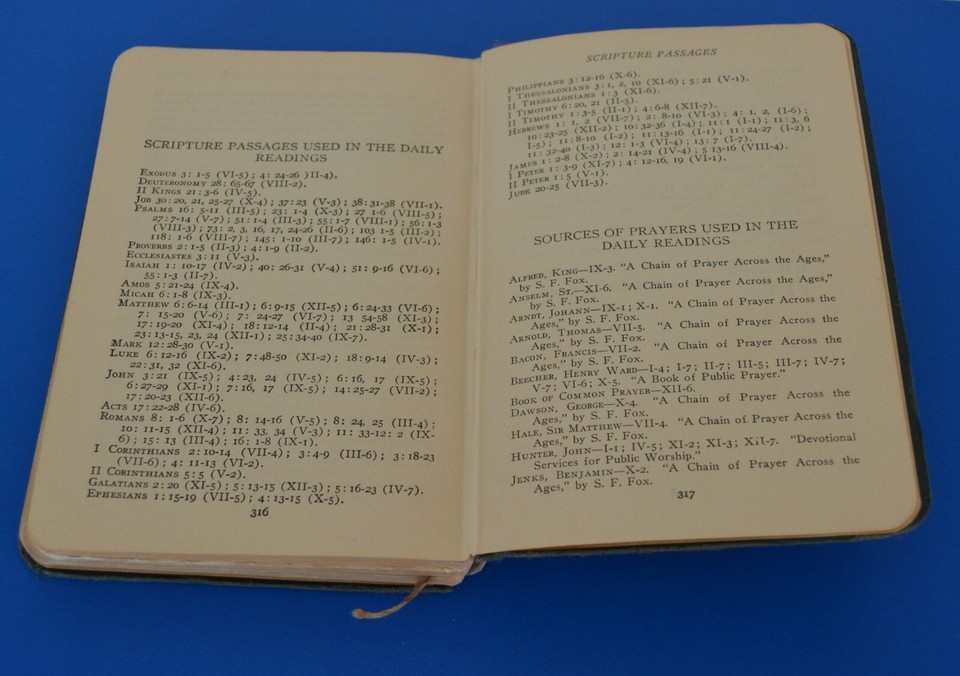 SCRIPTURE PASSAGES USED IN THE DAILY
READINGS
EXODUS 3: 1-5 (VI-5); 4: 24-26 )II-4).
DEUTERONOMY 28: 65-67 (VIII-2).
II KINGS 21: 3-6 (IV-5).
JOB 30: 20, 21, 25-27 (X-4); 37: 23 (V-3); 38: 31-38 (VII-1).
PSALMS 16: 5-11 (III-5); 23: 1-4 (X-3); 27 1-6 (VIII-5);
27: 7-14 (V-7); 51: 1-4 (III-3); 55: 1-7 (VIII-1); 56: 1-3
(VIII-3); 73: 2, 3, 16, 17, 24-26 (II-6); 103 1-5 (III-2);
118: 1-6 (VIII-7); 145: 1-10 (III-7); 146: 1-5 (IV-1).
PROVERBS 2: 1-5 (II-3); 4: 1-9 (II-2).
ECCLESIASTES 3: 11 (V-3).
ISAIAH 1: 10-17 (IV-2); 40: 26-31 (V-4); 51: 9-16 (VI-6);
55: 1-3 (II-7).
AMOS 5: 21-24 (IX-4).
MICAH 6: 1-8 (IX-3).
MATTHEW 6: 6-14 (III-1); 6: 9-15 (XII-5); 6: 24-33 (VI-6);
7: 15-20 (V-6); 7: 24-27 (VI-7); 13 54-58 (XI-3);
17: 19-20 (XI-4); 18: 12-14 (II-4); 21: 28-31 (X-1);
23: 13-15, 23, 24 (XII-1); 25: 34-40 (IX-7).
MARK 12: 28-30 (V-1).
LUKE 6: 12-16 (IX-2); 7: 48-50 (XI-2); 18: 9-14 (IV-3);
22: 31, 32 (XI-6).
JOHN 3: 21 (IX-5); 4: 23, 24 (IV-5); 6: 16, 17 (IX-5);
6: 27-29 (XI-1); 7: 16, 17 (IX-5); 14: 25-27 (VII-2);
17: 20-23 (XII-6).
ACTS 17: 22-28 (IV-6).
ROMANS 8: 1-6 (X-7); 8: 14-16 (V-5); 8: 24, 25 (III-4);
10: 11-15 (XII-4); 11: 33, 34 (V-3); 11: 33-12: 2 (IX-
6); 15: 13 (III-4); 16: 1-8 (IX-1).
I CORINTHIANS 2: 10-14 (VII-4); 3: 4-9 (III-6); 3: 18-23
(VII-6); 4: 11-13 (VI-2).
II CORINTHIANS 5: 5 (V-2).
GALATIANS 2: 20 (XI-5); 5: 13-15 (XII-3); 5: 16-23 (IV-7).
EPHESIANS 1: 15-19 (VII-5); 4: 13-15 (X-5).
316
SCRIPTURE PASSAGES
PHILIPPIANS 3: 12-16 (X-6).
I THESSALONIANS 3: 1, 2, 10 (XI-6); 5: 21 (V-1).
II THESSALONIANS 1: 3 (XI-6).
I TIMOTHY 6: 20, 21 (II-5).
II TIMOTHY 1: 3-5 (II-1); 4: 6-8 (XII-7).
HEBREWS 1: 1, 2 (VII-7); 2: 8-10 (VI-3); 4: 1, 2, (I-6);
10: 23-25 (XII-2); 10: 32-36 (I-4); 11: 1 (I-1); 11: 3, 6
I-5); 11: 8-10 (I-2); 11: 13-16 (I-1); 11: 24-27 (I-2);
11: 32-40 (I-3); 12: 1-3 (VI-4); 13: 7 (I-7).
JAMES 1: 2-8 (X-2); 2: 14-21 (IV-4); 5 13-16 (VIII-4).
I PETER 1: 3-9 (XI-7); 4: 12-16, 19 (VI-1).
II PETER 1: 5 (V-1).
JUDE 20-25 (VII-3).
SOURCES OF PRAYERS USED IN THE
DAILY READINGS
ALFRED, KING—IX-3. "A Chain of Prayer Across the Ages,"
by S. F. Fox.
ANSELM, ST.—XI-6. "A Chain of Prayer Across the Ages,"
by S. F. Fox.
ARNDT, JOHANN—IX-1; X-1. "A Chain of Prayer Across the
Ages," by S. F. Fox.
ARNOLD, THOMAS—VII-5. "A Chain of Prayer Across the
Ages," by S. F. Fox.
BACON, FRANCIS—VII-2. "A Chain of Prayer Across the
Ages," by S. F. Fox.
BEECHER, HENRY WARD—I-4; I-7; II-7; III-5; III-7; IV-7;
V-7; VI-6; X-5. "A Book of Public Prayer."
BOOK OF COMMON PRAYER—XII-6.
DAWSON, GEORGE—X-4. "A Chain of Prayer Across the
Ages," by S. F. Fox.
HALE, SIR MATTHEW—VII-4. "A Chain of Prayer Across the
Ages," by S. F. Fox.
HUNTER, JOHN—I-1; IV-5; XI-2; XI-3; XII-7. "Devotional
Services for Public Worship."
JENKS, BENJAMIN—X-2. "A Chain of Prayer Across the
Ages," by S. F. Fox.
317